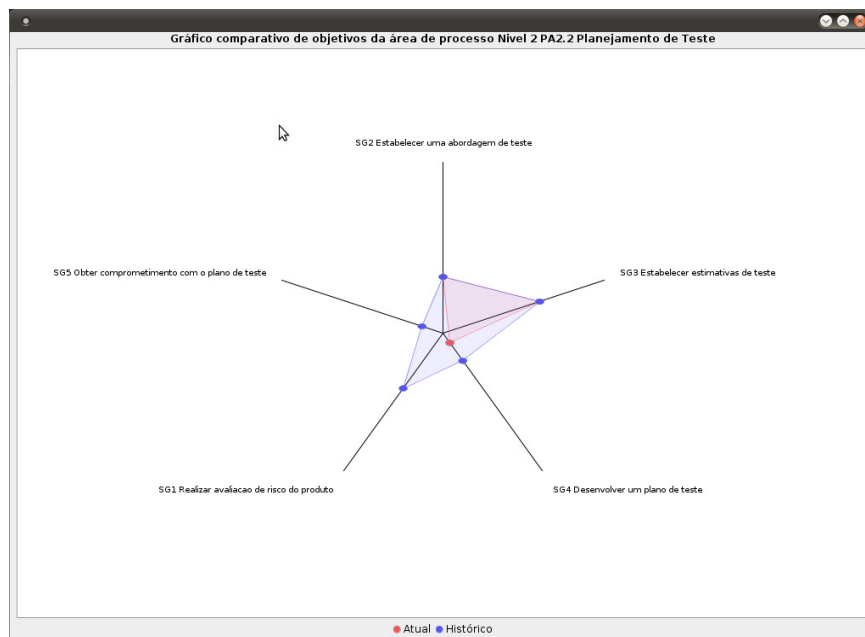 Gráfico comparativo de objetivos da área de processo Nivel 2 PA2.2 Planejamento de Teste
SG2 Estabelecer uma abordagem de teste
SG5 Obter comprometimento com o plano de teste
SG3 Estabelecer estimativas de teste
SG1 Realizar avaliacao de risco do produto
SG4 Desenvolver um plano de teste
Atual Histórico